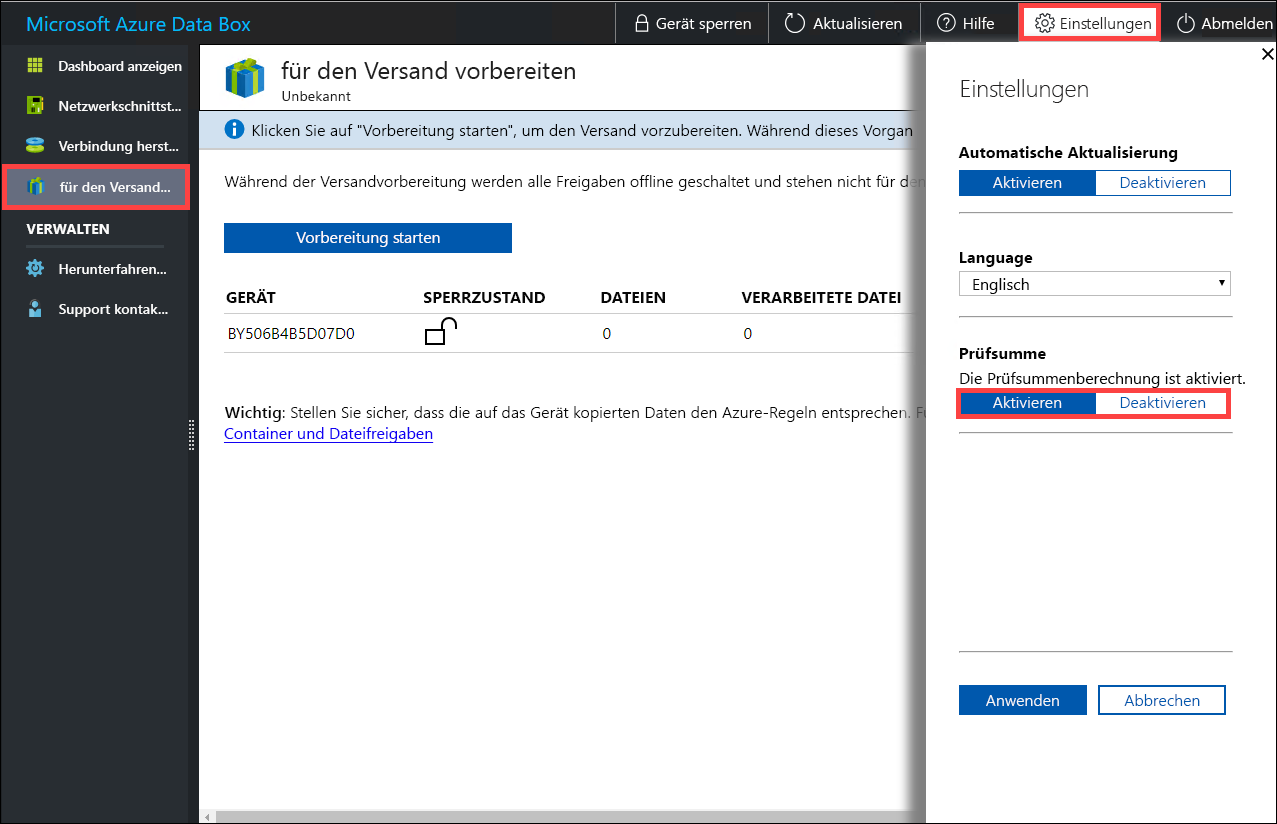 Microsoft Azure Data Box
Gerät sperren
Aktualisieren
Hilfe
Einstellungen
Abmelden
Dashboard anzeigen
Netzwerkschnittst...
Verbindung herst...
für den Versand...
VERWALTEN
Herunterfahren...
Support kontak...
für den Versand vorbereiten
Unbekannt
Klicken Sie auf "Vorbereitung starten", um den Versand vorzubereiten. Während dieses Vorgan
Während der Versandvorbereitung werden alle Freigaben offline geschaltet und stehen nicht für den
Vorbereitung starten
GERÄT SPERRZUSTAND DATEIEN VERARBEITETE DATEI
BY506B4B5D07D0 0 0
Wichtig: Stellen Sie sicher, dass die auf das Gerät kopierten Daten den Azure-Regeln entsprechen.
Container und Dateifreigaben
Einstellungen
Automatische Aktualisierung
Aktivieren Deaktivieren
Language
Englisch
Prüfsumme
Die Prüfsummenberechnung ist aktiviert.
Aktivieren Deaktivieren
Anwenden Abbrechen